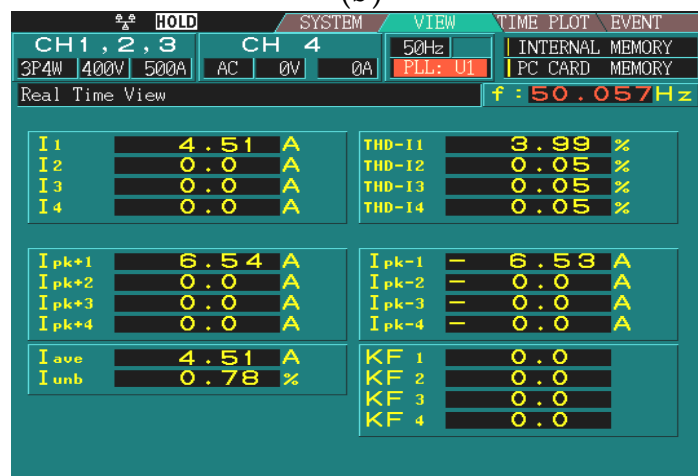 HOLD SYSTEM VIEW TIME PLOT EVENT
CH1,2,3 CH 4 50Hz INTERNAL MEMORY
3P4W 400V 500A AC 0V 0A PLL: U1 PC CARD MEMORY
Real Time View f:50.057Hz
I1 4.51 A THD-I1 3.99 %
I2 0.0 A THD-I2 0.05 %
I3 0.0 A THD-I3 0.05 %
I4 0.0 A THD-I4 0.05 %
Ipk+1 6.54 A Ipk-1 - 6.53 A
Ipk+2 0.0 A Ipk-2 - 0.0 A
Ipk+3 0.0 A Ipk-3 - 0.0 A
Ipk+4 0.0 A Ipk-4 - 0.0 A
Iave 4.51 A KF 1 0.0
Iunb 0.78 % KF 2 0.0
KF 3 0.0
KF 4 0.0